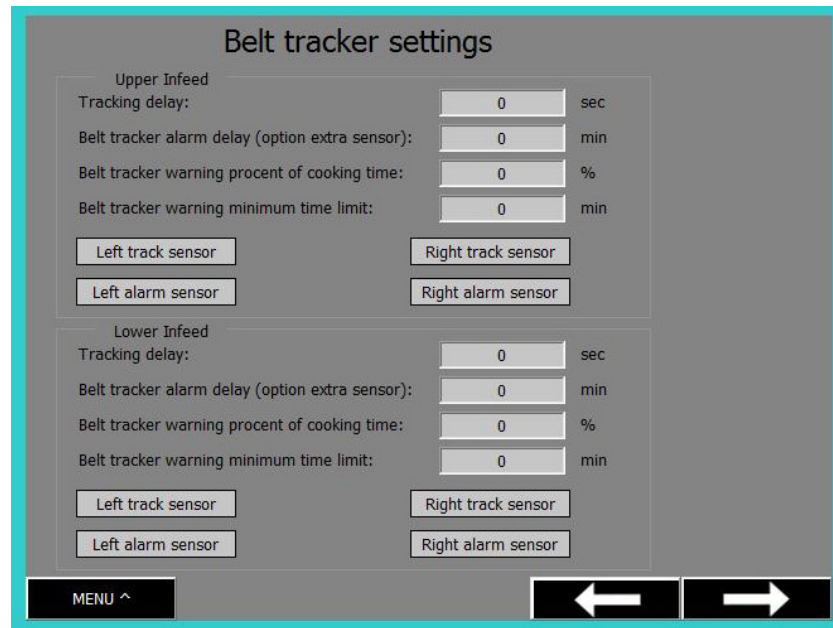 Belt tracker settings
Upper Infeed
Tracking delay: 0 sec
Belt tracker alarm delay (option extra sensor): 0 min
Belt tracker warning procent of cooking time: 0 %
Belt tracker warning minimum time limit: 0 min
Left track sensor Right track sensor
Left alarm sensor Right alarm sensor
Lower Infeed
Tracking delay: 0 sec
Belt tracker alarm delay (option extra sensor): 0 min
Belt tracker warning procent of cooking time: 0 %
Belt tracker warning minimum time limit: 0 min
Left track sensor Right track sensor
Left alarm sensor Right alarm sensor
MENU ^